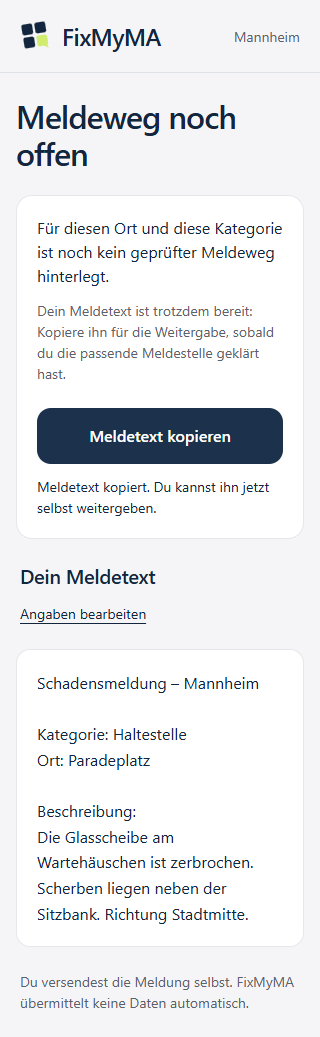 FixMyMA
Mannheim
Meldeweg noch
offen
Für diesen Ort und diese Kategorie
ist noch kein geprüfter Meldeweg
hinterlegt.
Dein Meldetext ist trotzdem bereit:
Kopiere ihn für die Weitergabe, sobald
du die passende Meldestelle geklärt
hast.
Meldetext kopieren
Meldetext kopiert. Du kannst ihn jetzt
selbst weitergeben.
Dein Meldetext
Angaben bearbeiten
Schadensmeldung – Mannheim
Kategorie: Haltestelle
Ort: Paradeplatz
Beschreibung:
Die Glasscheibe am
Wartehäuschen ist zerbrochen.
Scherben liegen neben der
Sitzbank. Richtung Stadtmitte.
Du versendest die Meldung selbst. FixMyMA
übermittelt keine Daten automatisch.